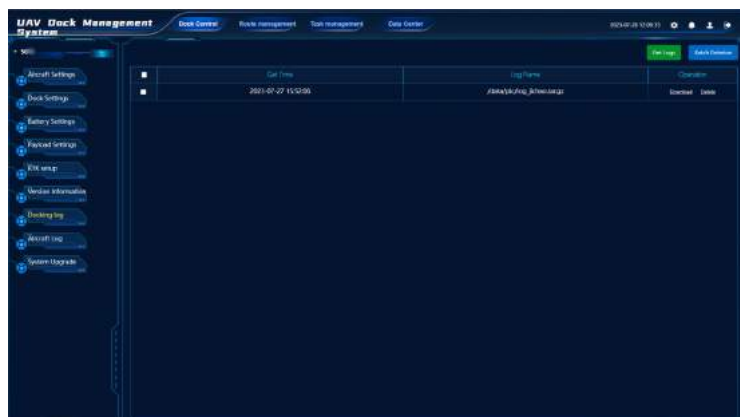 UAV Dock Management System
Dock Control
Route management
Task management
Data Center
Get Logs
Batch Deletion
Aircraft Settings
Dock Settings
Battery Settings
Payload Settings
RTK setup
Version Information
Docking log
Aircraft Log
System Upgrade
Get Time
Log Name
Operation
2023-07-27 15:52:06
Download
Delete